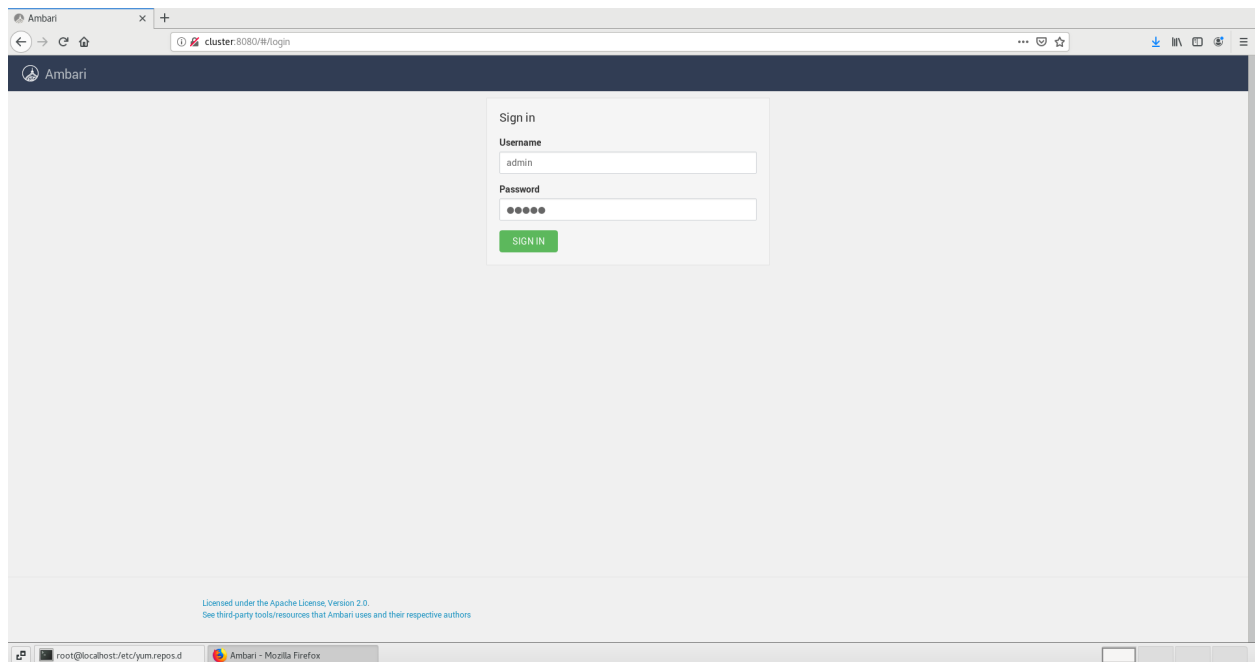 Ambari
cluster:8080/#/login
Ambari
Sign in
Username
admin
Password
SIGN IN
Licensed under the Apache License, Version 2.0.
See third-party tools/resources that Ambari uses and their respective authors
root@localhost:/etc/yum.repos.d
Ambari - Mozilla Firefox